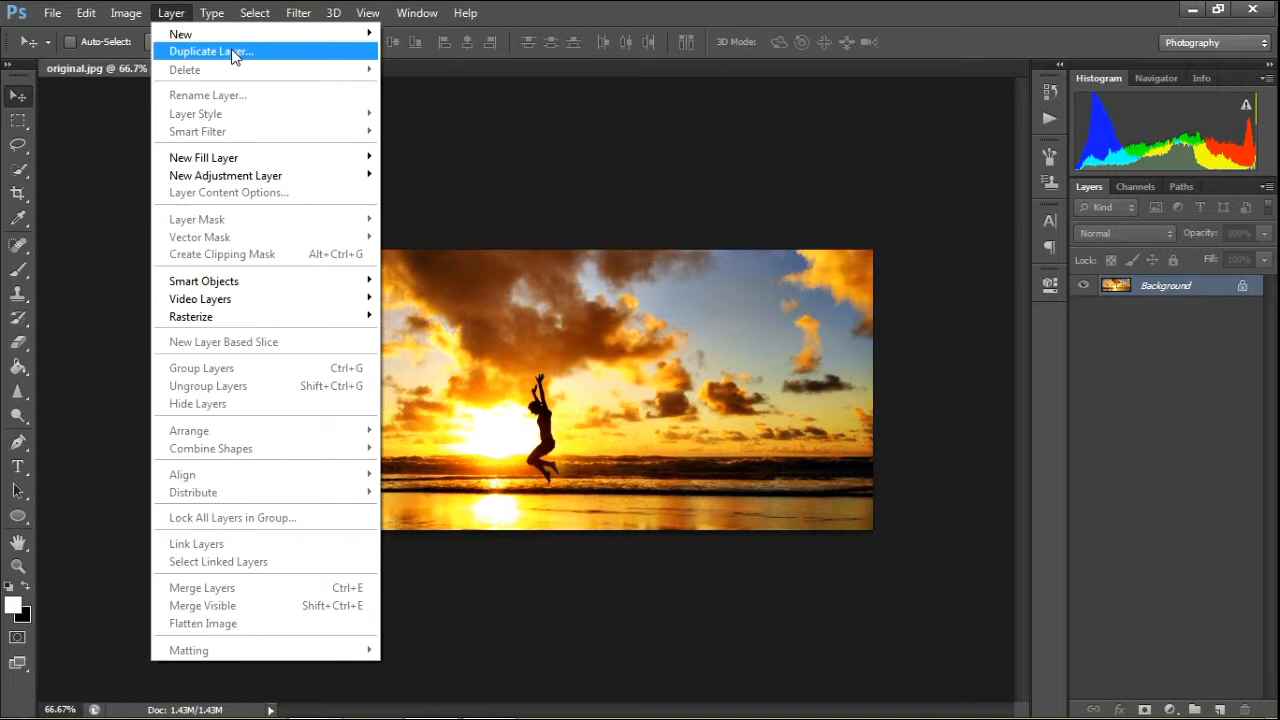 Ps File Edit Image Layer Type Select Filter 3D View Window Help
Auto-Select: 3D Mode: Photography
original.jpg @ 66.7%
New
Duplicate Layer...
Delete
Rename Layer...
Layer Style
Smart Filter
New Fill Layer
New Adjustment Layer
Layer Content Options...
Layer Mask
Vector Mask
Create Clipping Mask Alt+Ctrl+G
Smart Objects
Video Layers
Rasterize
New Layer Based Slice
Group Layers Ctrl+G
Ungroup Layers Shift+Ctrl+G
Hide Layers
Arrange
Combine Shapes
Align
Distribute
Lock All Layers in Group...
Link Layers
Select Linked Layers
Merge Layers Ctrl+E
Merge Visible Shift+Ctrl+E
Flatten Image
Matting
Histogram Navigator Info
Layers Channels Paths
Kind
Normal Opacity: 100%
Lock: Fill: 100%
Background
66.67% Doc: 1.43M/1.43M